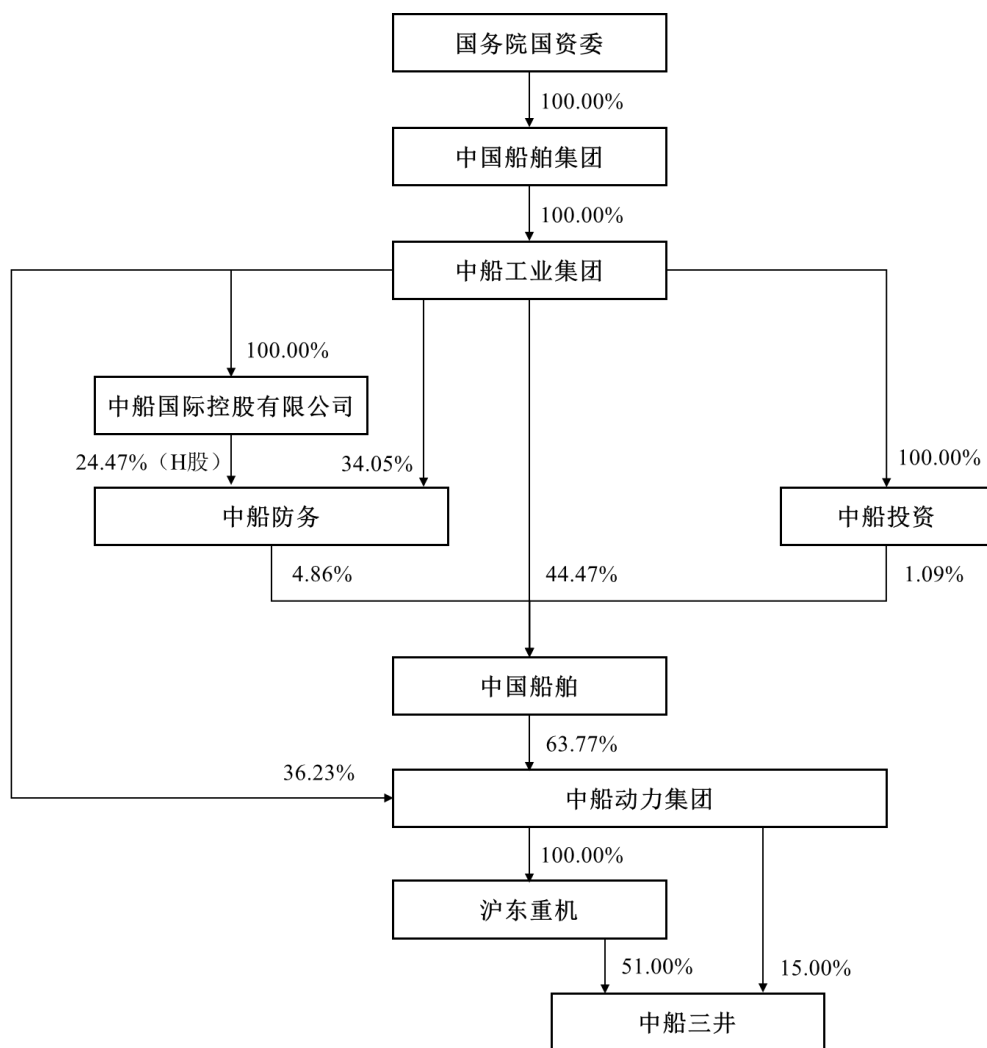 国务院国资委
100.00%
中国船舶集团
100.00%
中船工业集团
100.00%
中船国际控股有限公司
24.47%（H股）
34.05%
100.00%
中船防务
中船投资
4.86%
44.47%
1.09%
中国船舶
63.77%
36.23%
中船动力集团
100.00%
沪东重机
51.00%
15.00%
中船三井